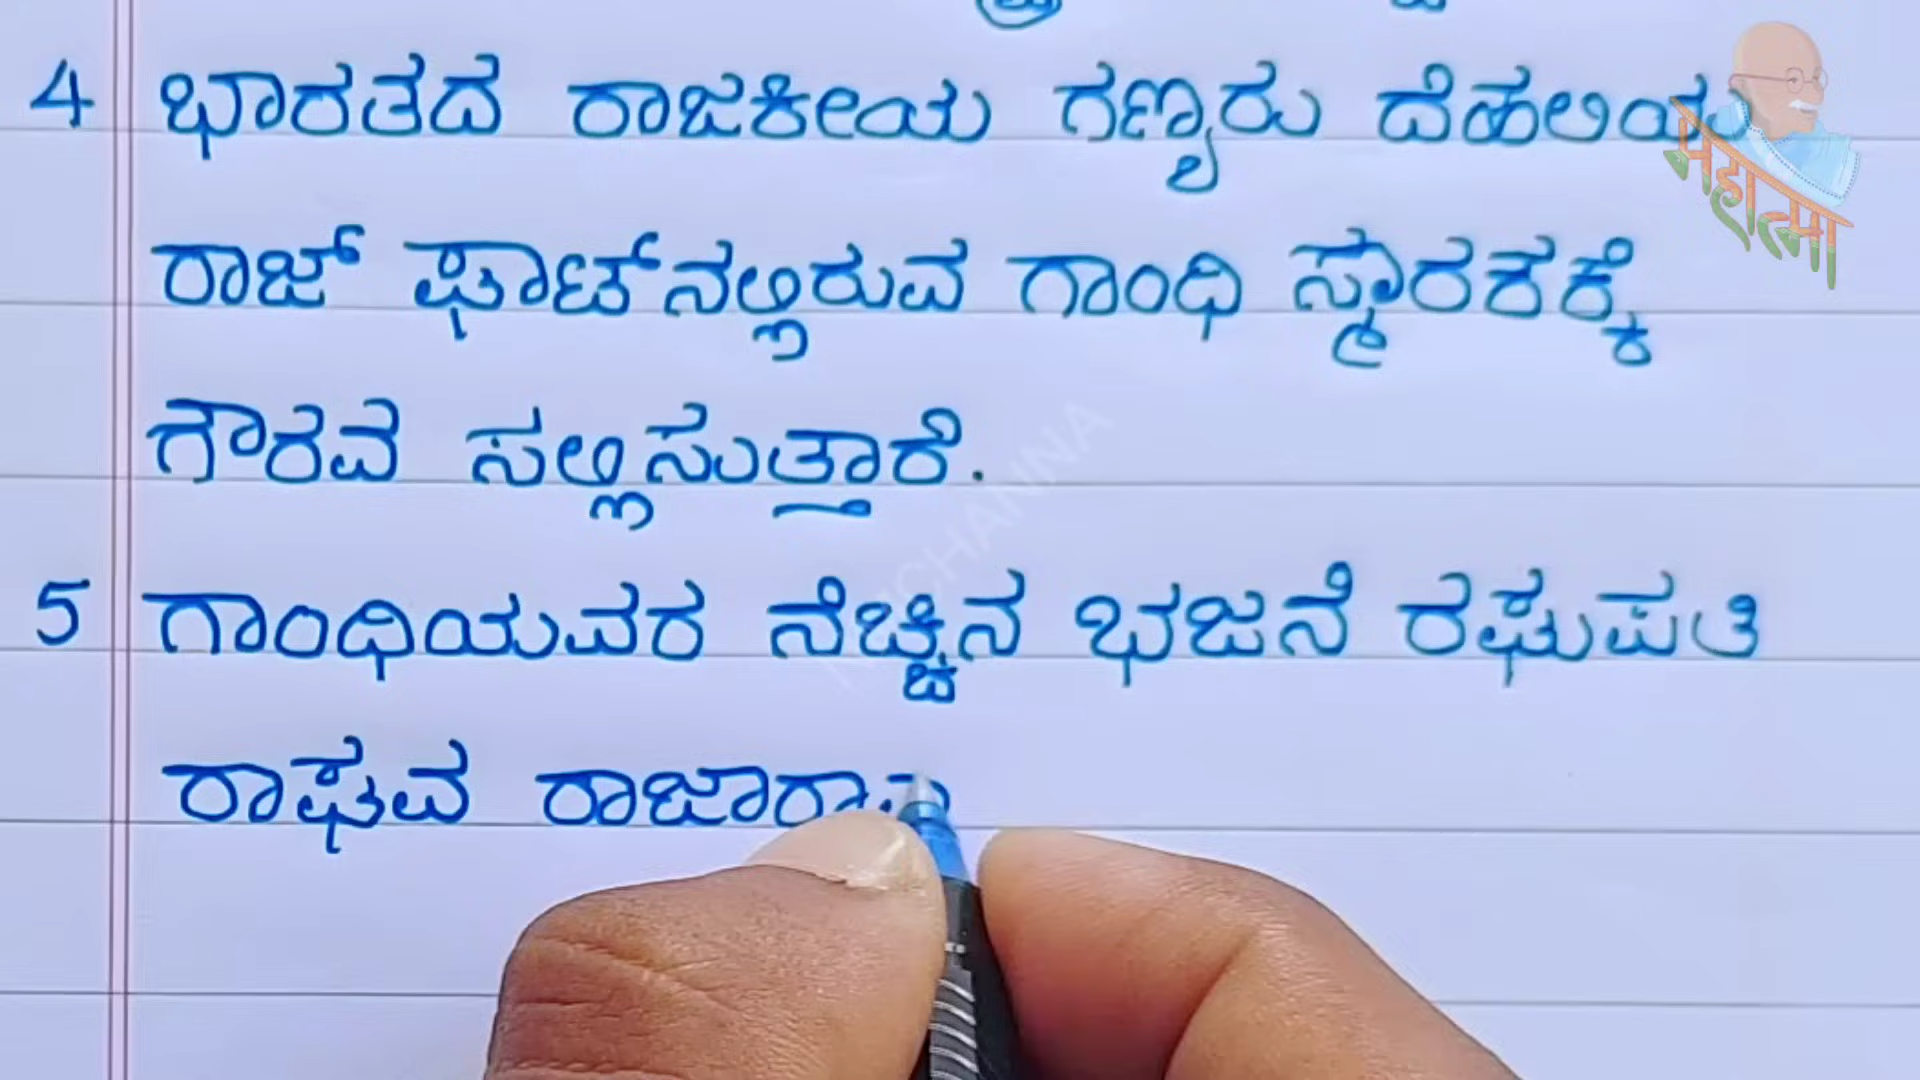 4 ಭಾರತದ ರಾಜಕೀಯ ಗಣ್ಯರು ದೆಹಲಿಯ
महात्मा
ರಾಜ್ ಘಾಟ್‌ನಲ್ಲಿರುವ ಗಾಂಧಿ ಸ್ಮಾರಕಕ್ಕೆ
ಗೌರವ ಸಲ್ಲಿಸುತ್ತಾರೆ.
5 ಗಾಂಧಿಯವರ ನೆಚ್ಚಿನ ಭಜನೆ ರಘುಪತಿ
ರಾಘವ